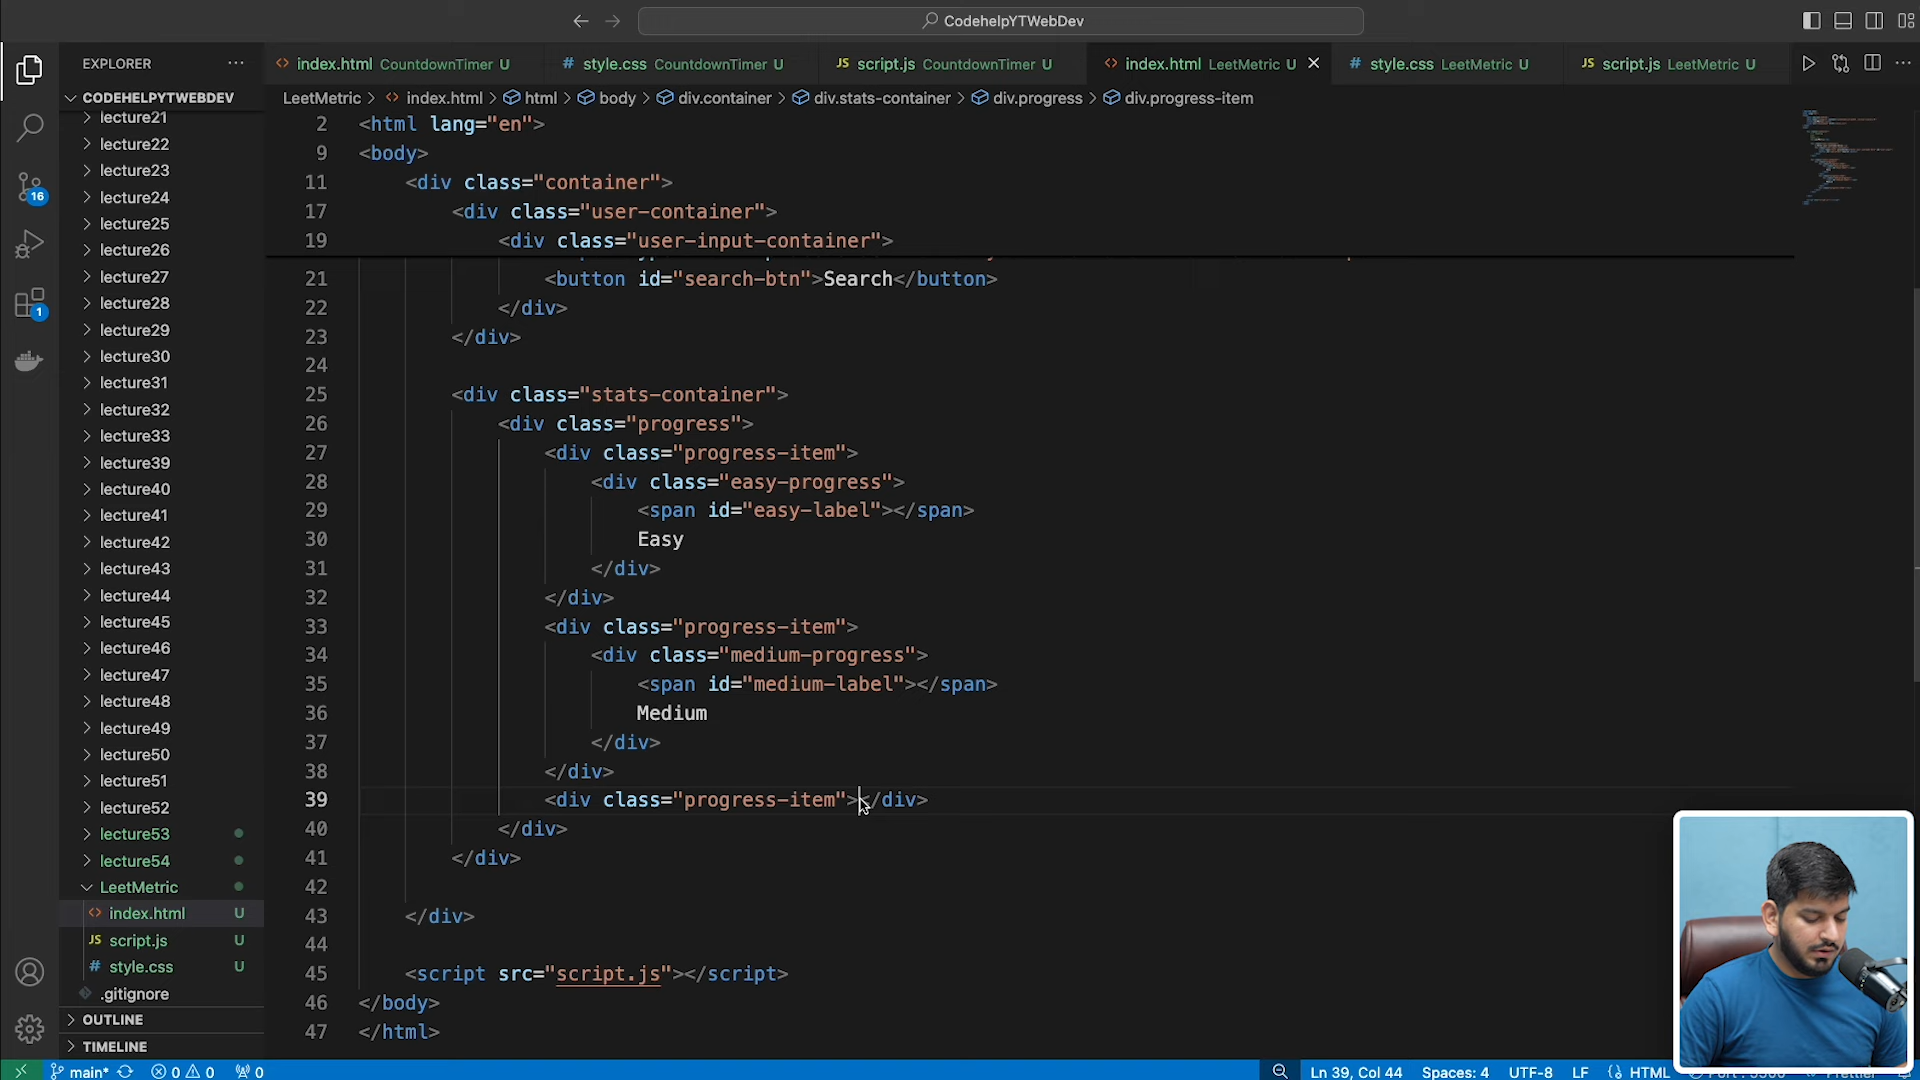 CodehelpYTWebDev
EXPLORER
index.html CountdownTimer U
style.css CountdownTimer U
JS script.js CountdownTimer U
index.html LeetMetric U
style.css LeetMetric U
JS script.js LeetMetric U
CODEHELPYTWEBDEV
LeetMetric > index.html > html > body > div.container > div.stats-container > div.progress > div.progress-item
lecture21
lecture22
lecture23
lecture24
lecture25
lecture26
lecture27
lecture28
lecture29
lecture30
lecture31
lecture32
lecture33
lecture39
lecture40
lecture41
lecture42
lecture43
lecture44
lecture45
lecture46
lecture47
lecture48
lecture49
lecture50
lecture51
lecture52
lecture53
lecture54
LeetMetric
index.html U
JS script.js U
# style.css U
.gitignore
OUTLINE
TIMELINE
16
1
2 <html lang="en">
9 <body>
11 <div class="container">
17 <div class="user-container">
19 <div class="user-input-container">
21 <button id="search-btn">Search</button>
22 </div>
23 </div>
24
25 <div class="stats-container">
26 <div class="progress">
27 <div class="progress-item">
28 <div class="easy-progress">
29 <span id="easy-label"></span>
30 Easy
31 </div>
32 </div>
33 <div class="progress-item">
34 <div class="medium-progress">
35 <span id="medium-label"></span>
36 Medium
37 </div>
38 </div>
39 <div class="progress-item"></div>
40 </div>
41 </div>
42
43 </div>
44
45 <script src="script.js"></script>
46 </body>
47 </html>
main* 0 0 0
Ln 39, Col 44 Spaces: 4 UTF-8 LF {} HTML